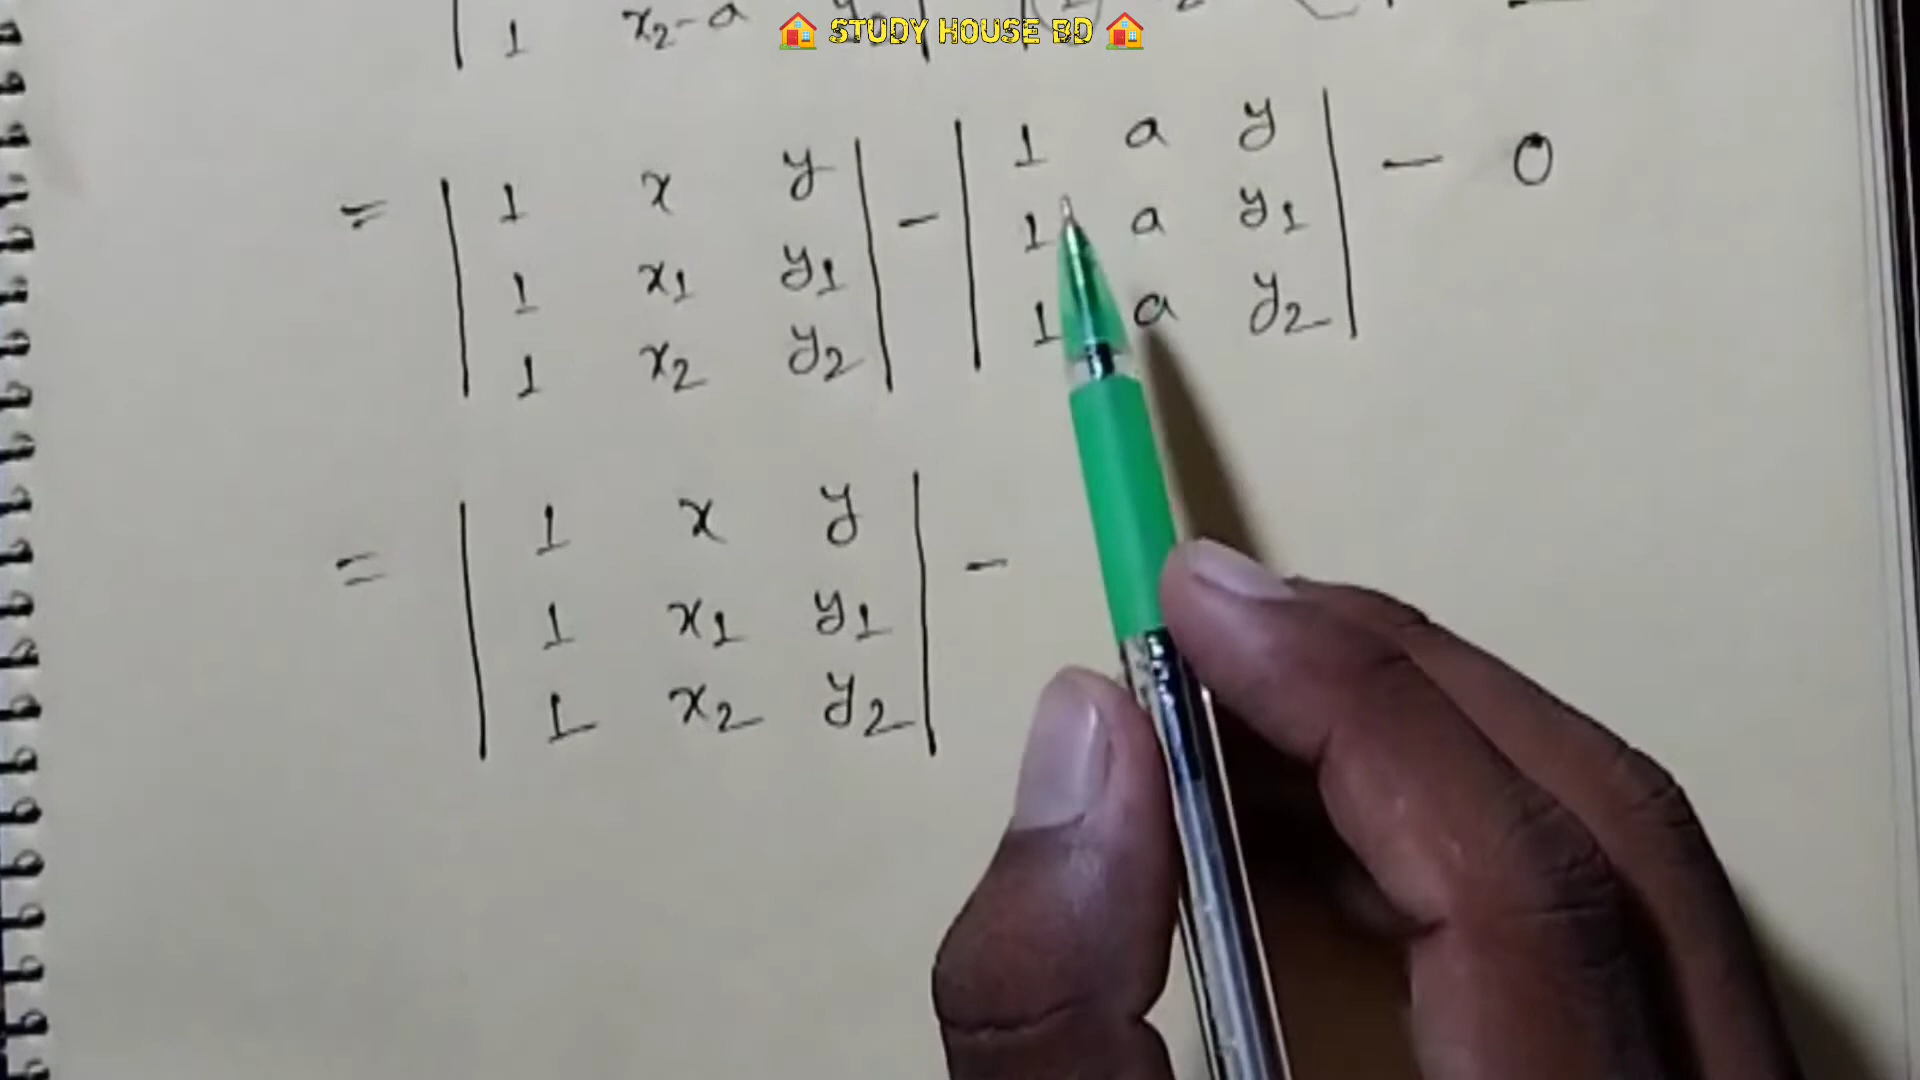 🏠 STUDY HOUSE BD 🏠
| 1 x₂-a
= | 1 x y | - | 1 a y | - 0
| 1 x₁ y₁ | | 1 a y₁ |
| 1 x₂ y₂ | | 1 a y₂ |
= | 1 x y | -
| 1 x₁ y₁ |
| 1 x₂ y₂ |